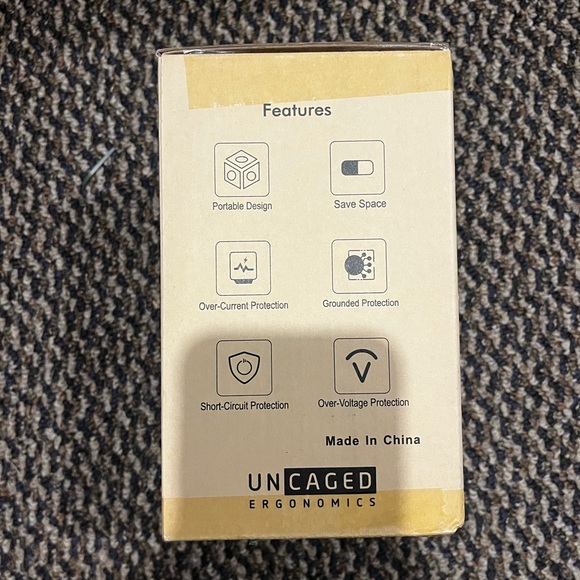 Features
Portable Design
Save Space
Over-Current Protection
Grounded Protection
Short-Circuit Protection
Over-Voltage Protection
Made In China
UNCAGED
ERGONOMICS